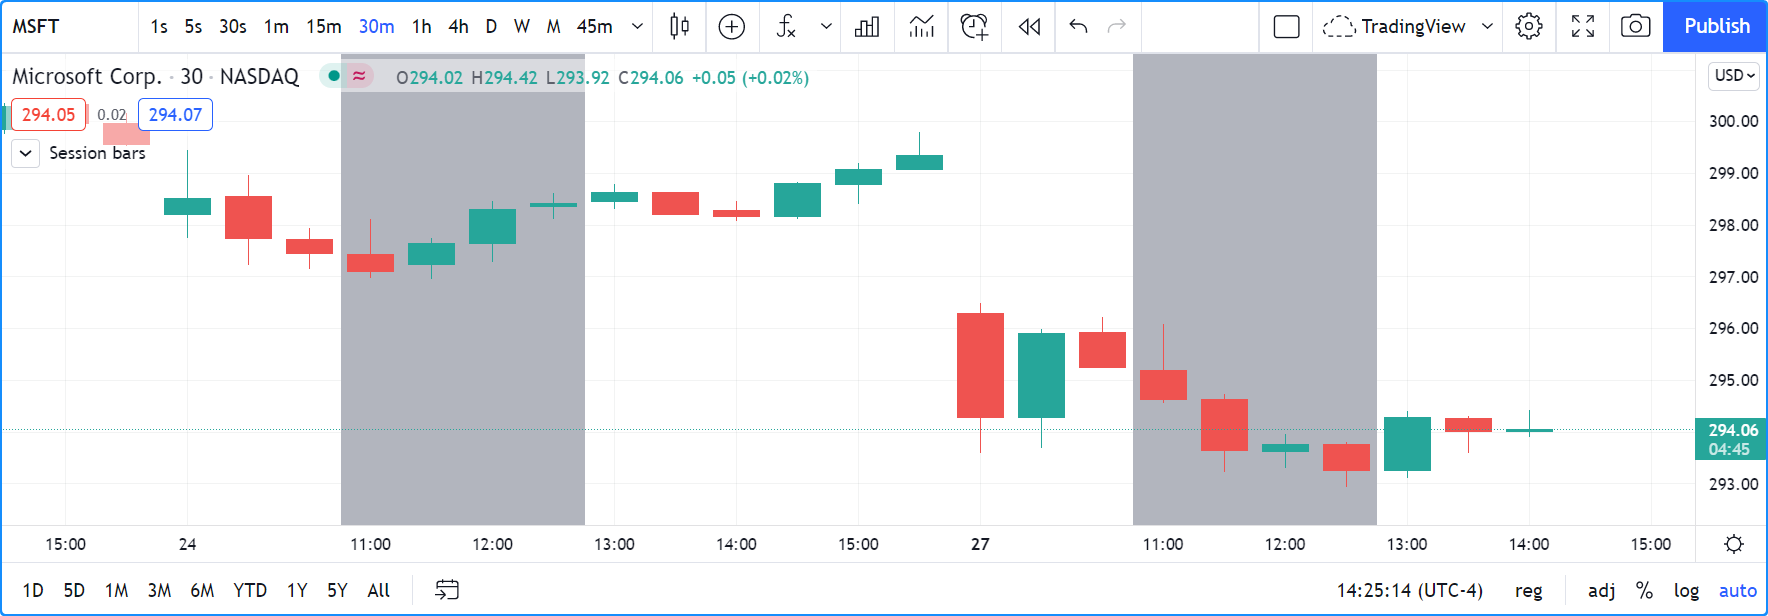 MSFT 1s 5s 30s 1m 15m 30m 1h 4h D W M 45m TradingView Publish
Microsoft Corp. · 30 · NASDAQ ≈ O294.02 H294.42 L293.92 C294.06 +0.05 (+0.02%) USD
294.05 0.02 294.07
Session bars
300.00
299.00
298.00
297.00
296.00
295.00
294.06
04:45
293.00
15:00 24 11:00 12:00 13:00 14:00 15:00 27 11:00 12:00 13:00 14:00 15:00
1D 5D 1M 3M 6M YTD 1Y 5Y All 14:25:14 (UTC-4) reg adj % log auto